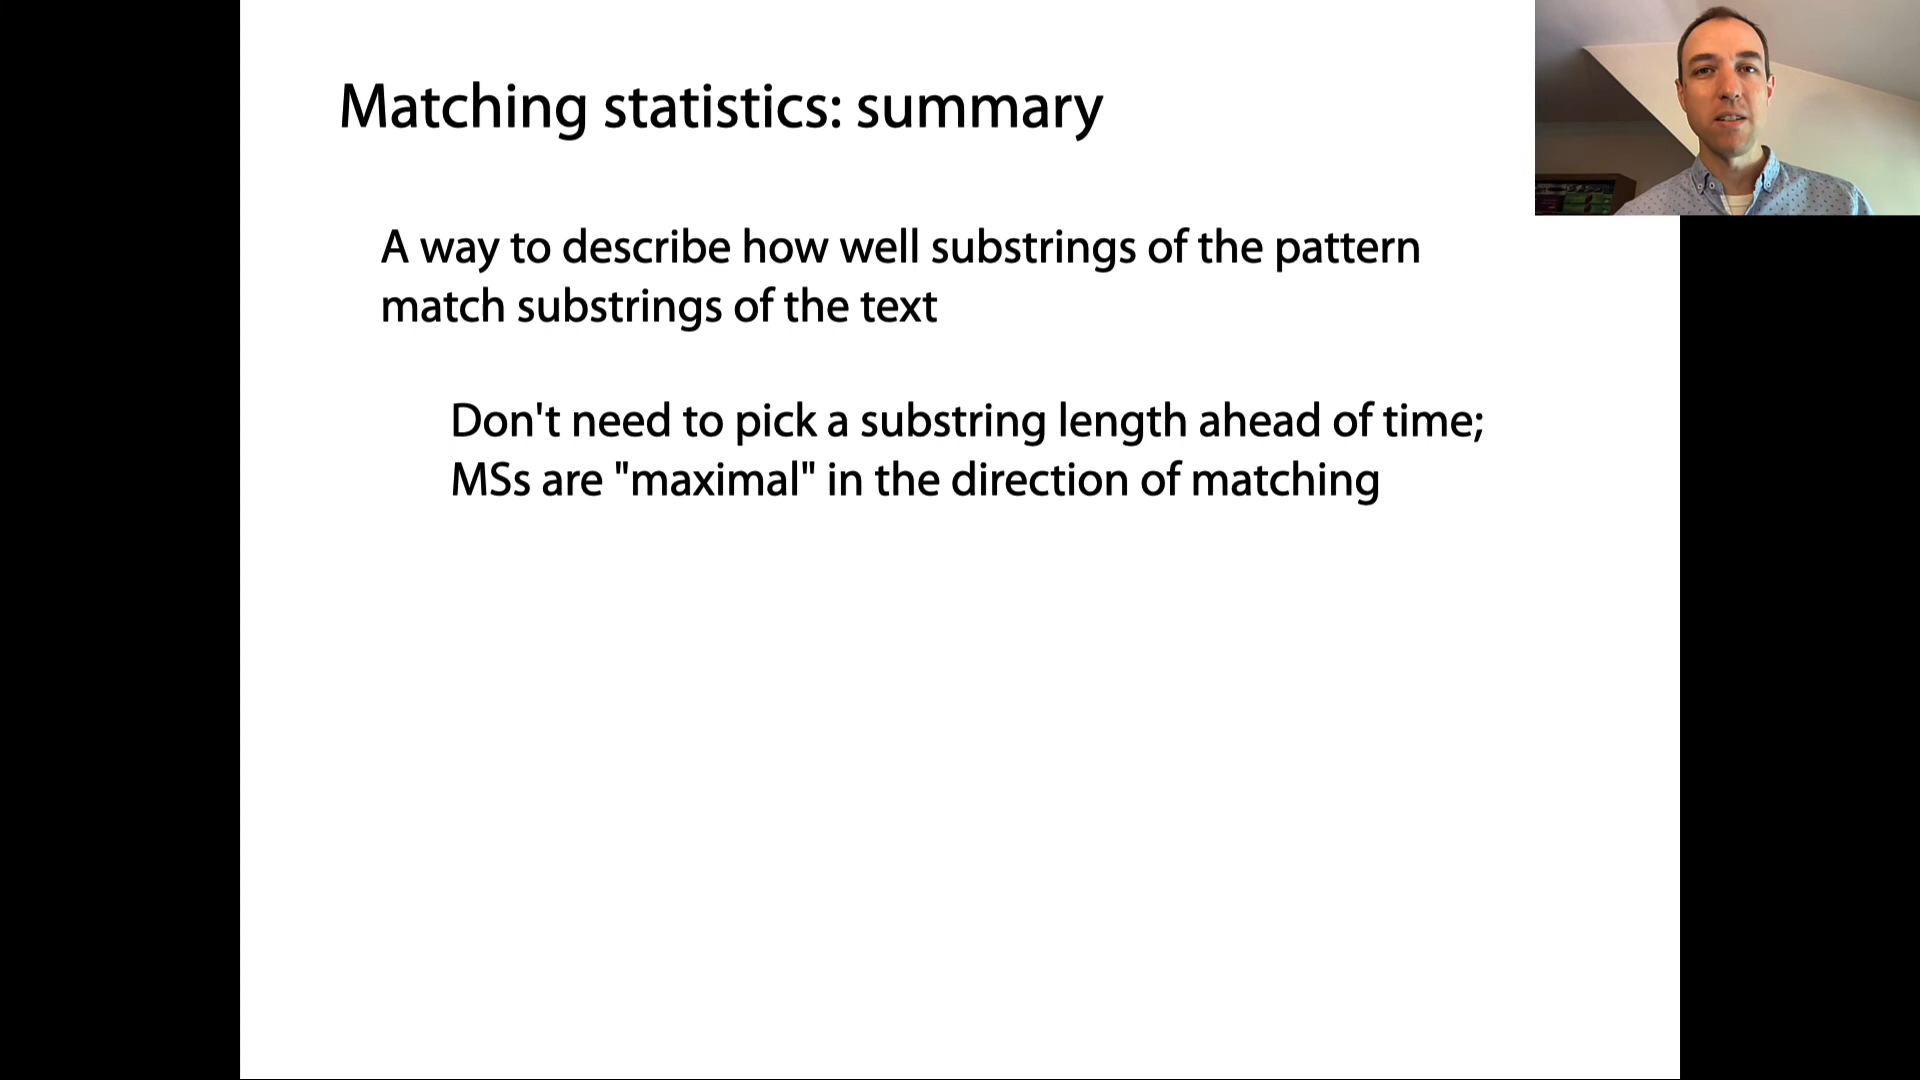 Matching statistics: summary
A way to describe how well substrings of the pattern
match substrings of the text
Don't need to pick a substring length ahead of time;
MSs are "maximal" in the direction of matching